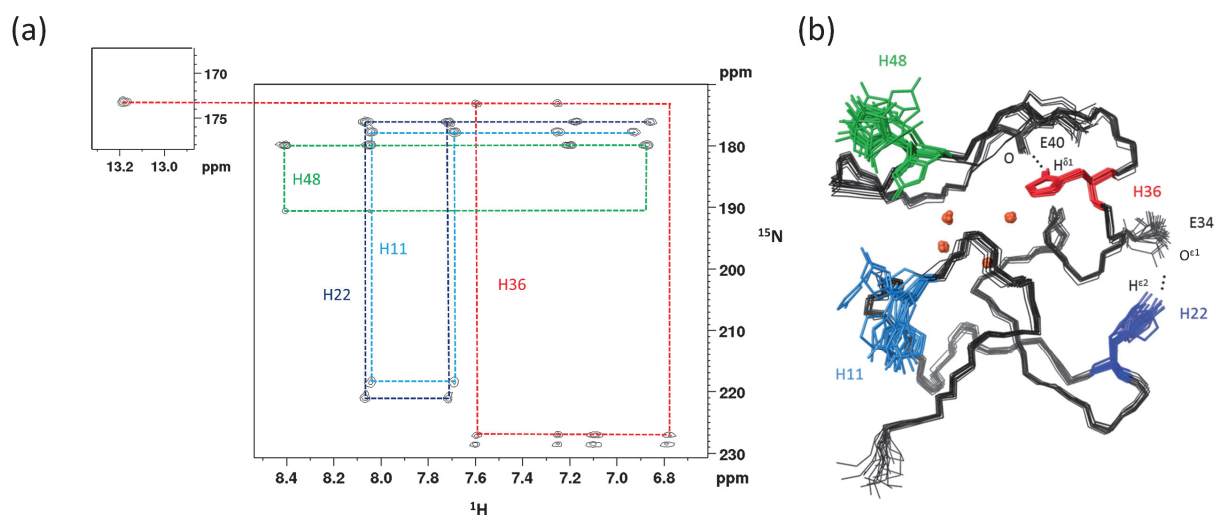 (a)
(b)
170
175
13.2
13.0
ppm
ppm
180
190
200
210
220
230
15N
H48
H11
H22
H36
8.4
8.2
8.0
7.8
7.6
7.4
7.2
7.0
6.8
ppm
1H
H48
E40
O
Hδ1
H36
E34
Oε1
Hε2
H22
H11